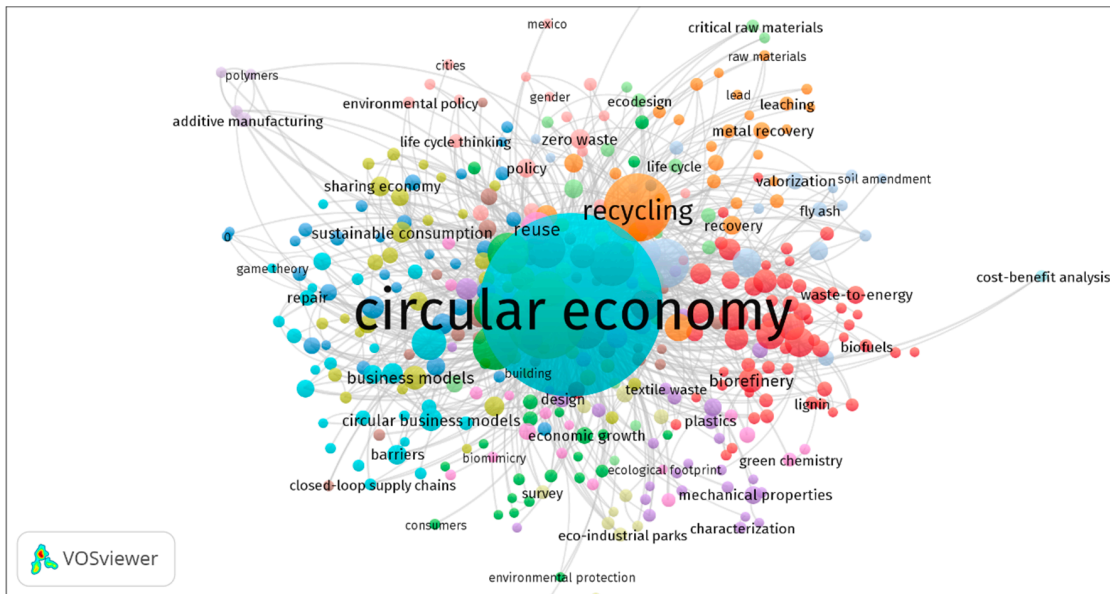 mexico
critical raw materials
raw materials
cities
polymers
gender
ecodesign
lead
leaching
environmental policy
additive manufacturing
metal recovery
life cycle thinking
zero waste
policy
life cycle
valorization
soil amendment
sharing economy
recycling
fly ash
recovery
sustainable consumption
reuse
0
game theory
cost-benefit analysis
repair
circular economy
waste-to-energy
biofuels
building
business models
biorefinery
textile waste
design
lignin
circular business models
plastics
economic growth
barriers
biomimicry
green chemistry
ecological footprint
closed-loop supply chains
survey
mechanical properties
consumers
characterization
eco-industrial parks
VOSviewer
environmental protection